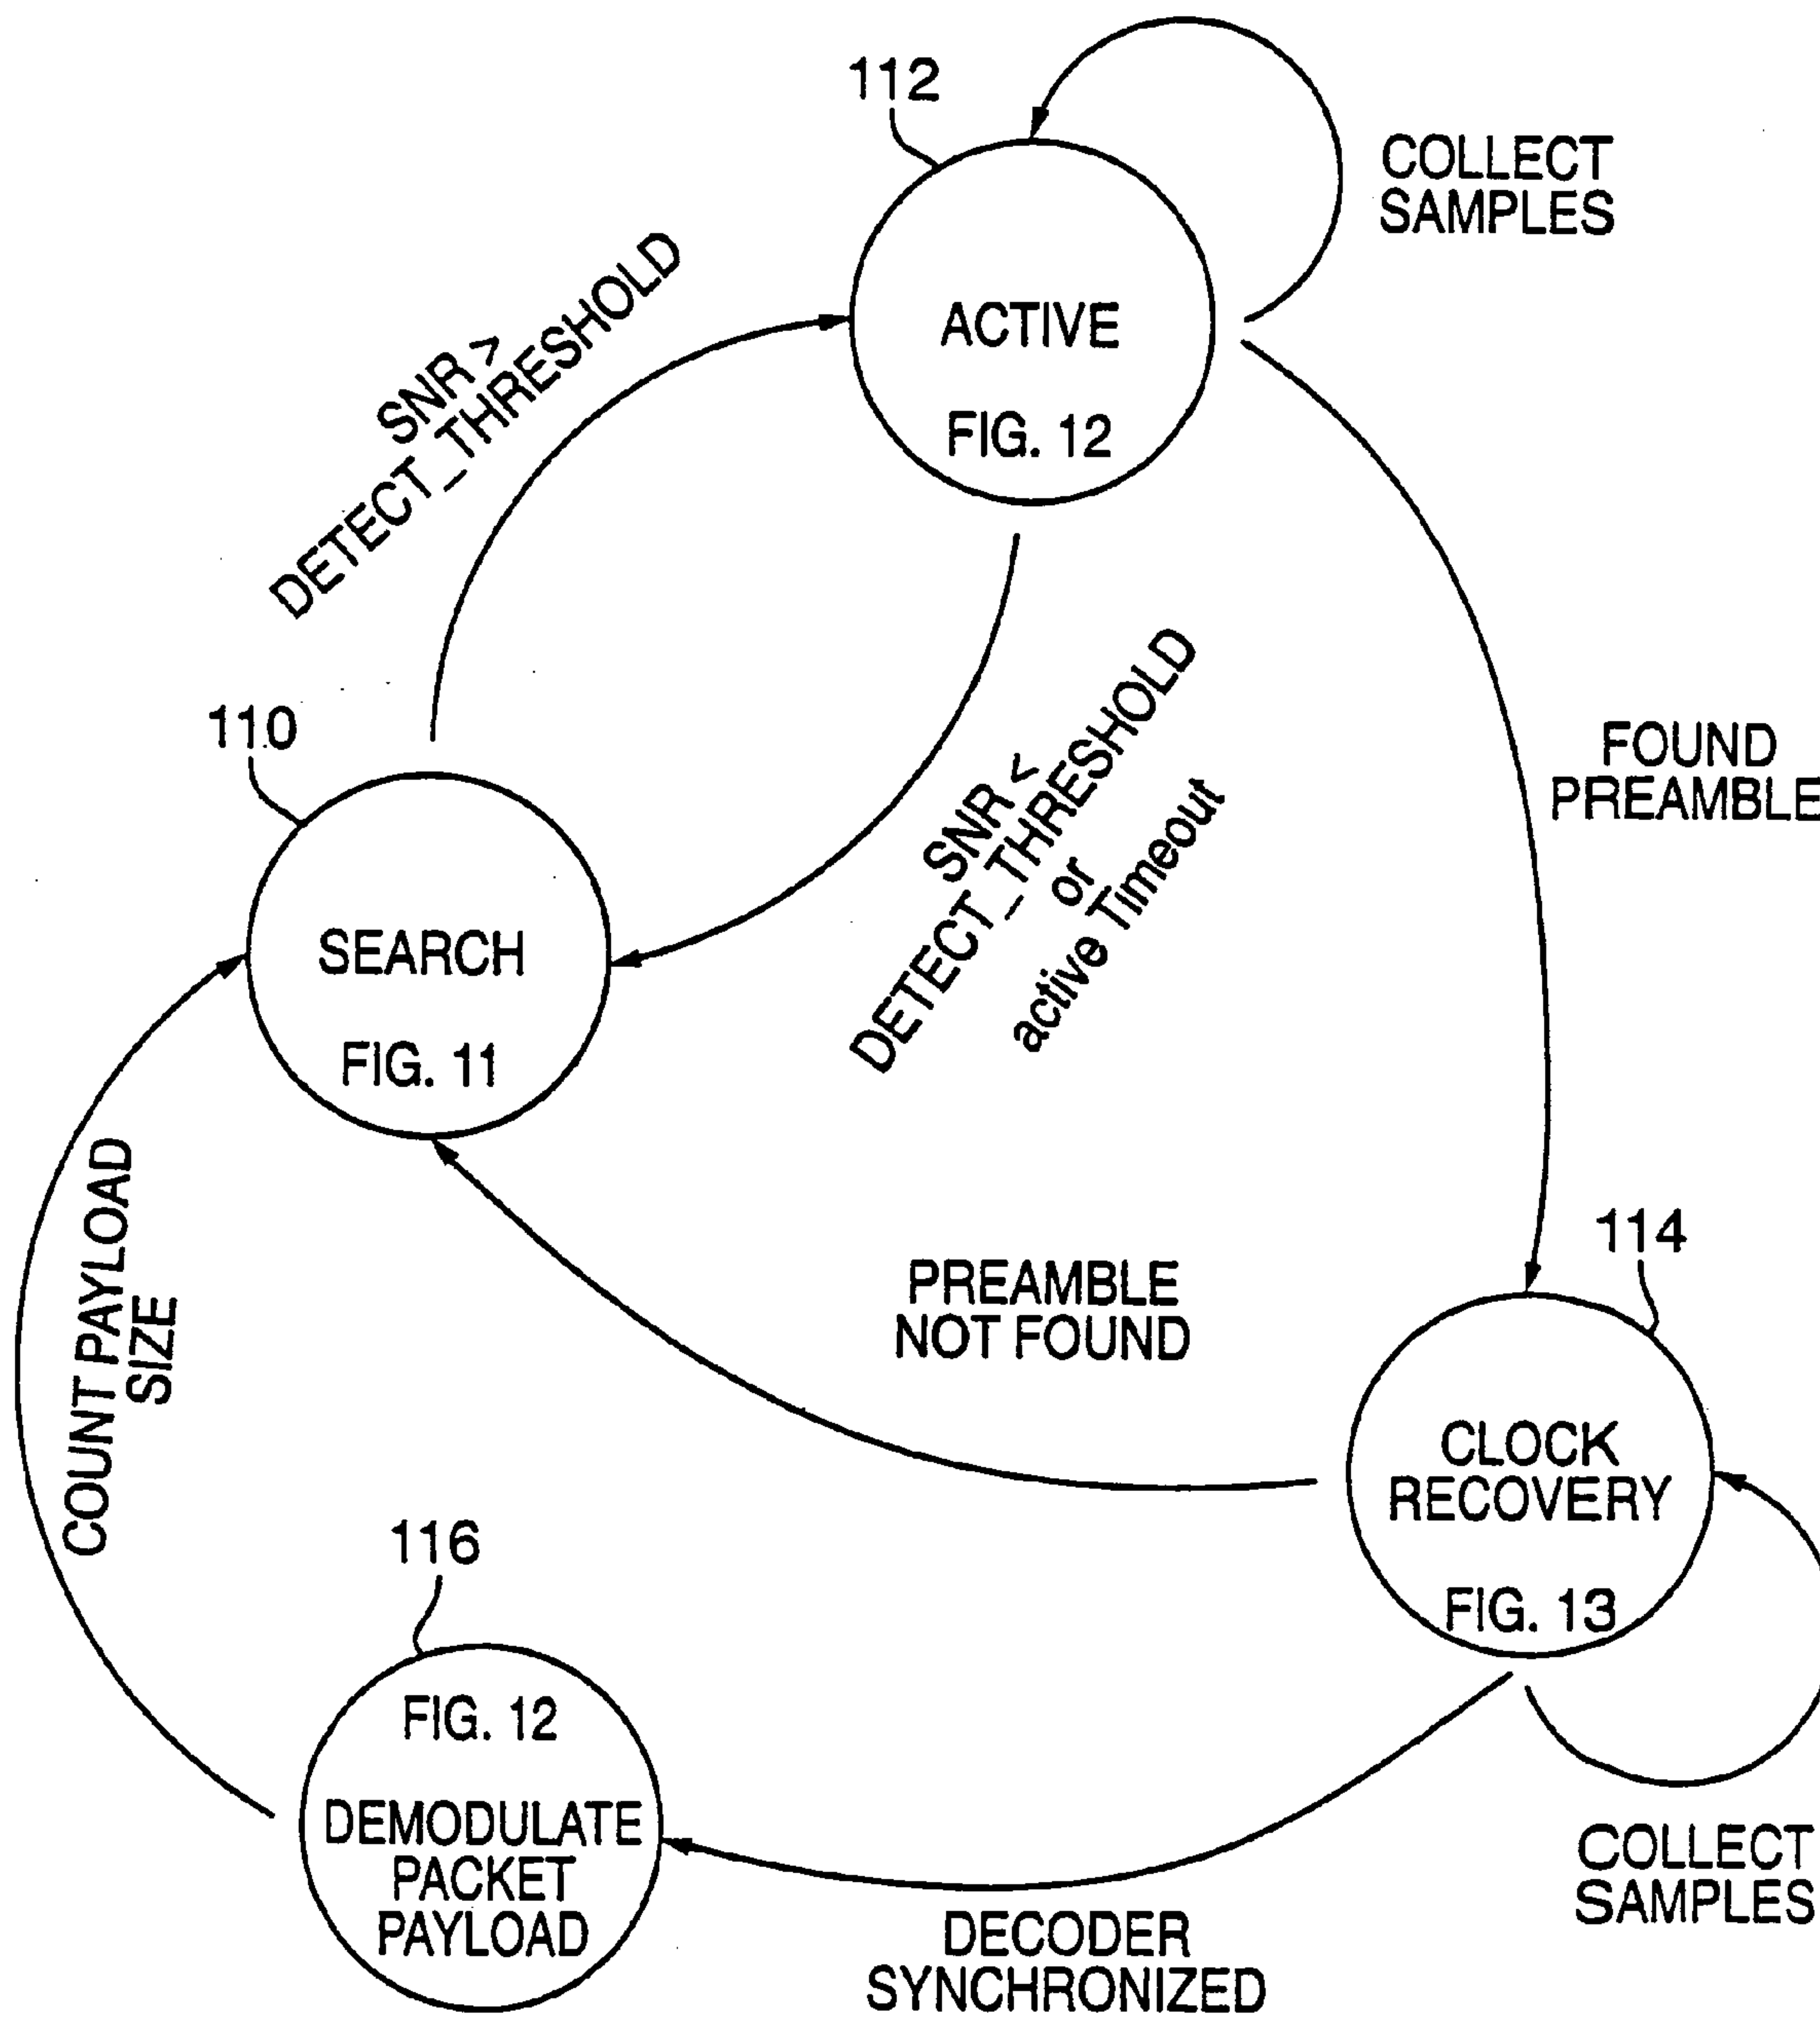 112
COLLECT
SAMPLES
ACTIVE
FIG. 12
SNR >
DETECT_THRESHOLD
110
SNR <
DETECT_THRESHOLD
or
active Timeout
FOUND
PREAMBLE
SEARCH
FIG. 11
COUNT PAYLOAD
SIZE
PREAMBLE
NOT FOUND
114
CLOCK
RECOVERY
FIG. 13
116
FIG. 12
DEMODULATE
PACKET
PAYLOAD
DECODER
SYNCHRONIZED
COLLECT
SAMPLES